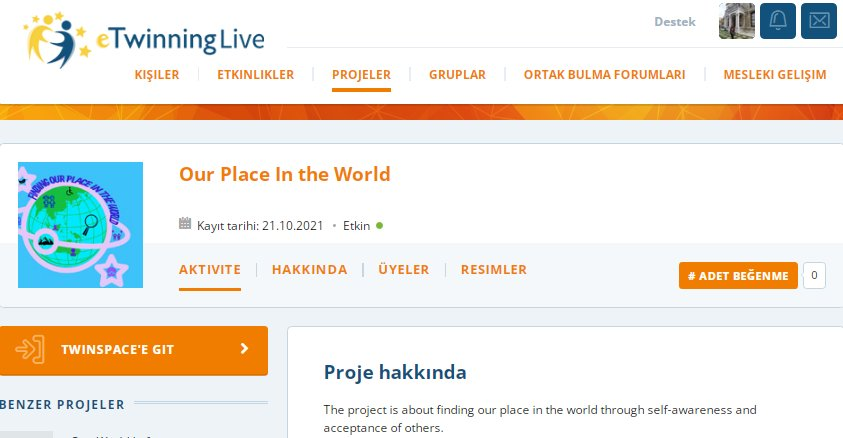 eTwinning Live
Destek
KIŞILER
ETKINLIKLER
PROJELER
GRUPLAR
ORTAK BULMA FORUMLARI
MESLEKI GELIŞIM
FINDING OUR PLACE IN THE WORLD
Our Place In the World
Kayıt tarihi: 21.10.2021 • Etkin
AKTIVITE
HAKKINDA
ÜYELER
RESIMLER
# ADET BEĞENME
0
TWINSPACE'E GIT
BENZER PROJELER
Proje hakkında
The project is about finding our place in the world through self-awareness and
acceptance of others.